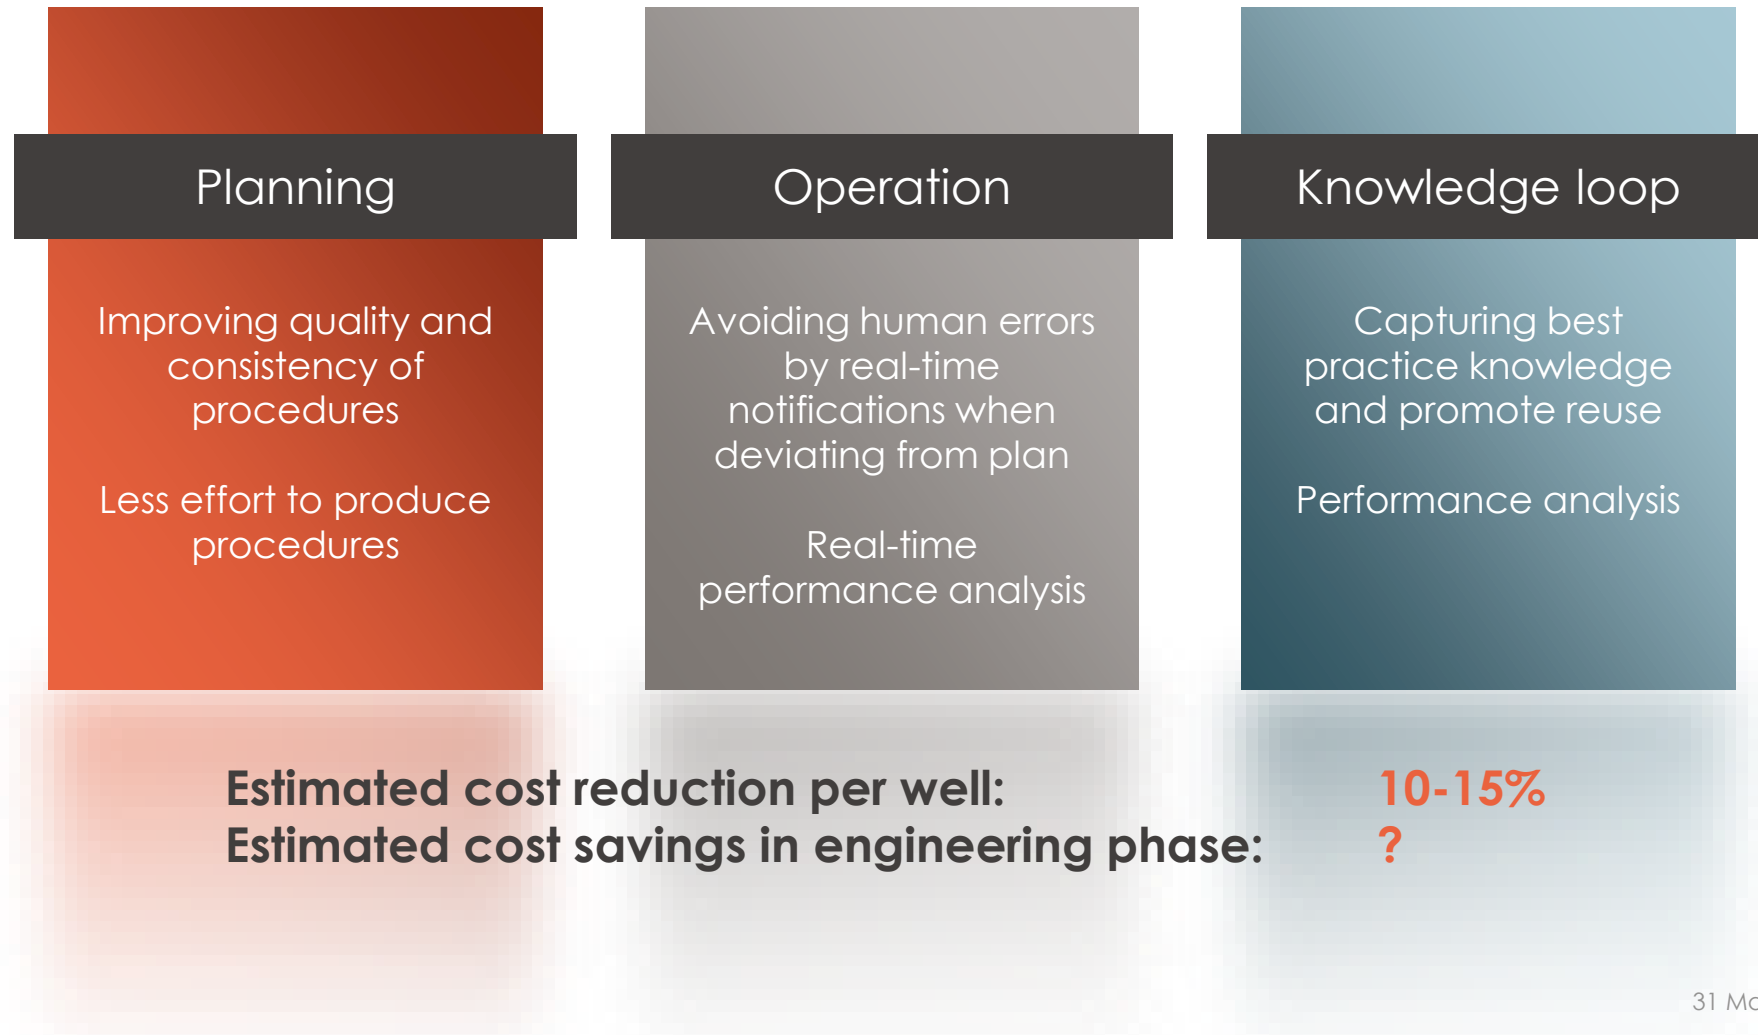 Planning
Improving quality and
consistency of
procedures
Less effort to produce
procedures
Operation
Avoiding human errors
by real-time
notifications when
deviating from plan
Real-time
performance analysis
Knowledge loop
Capturing best
practice knowledge
and promote reuse
Performance analysis
Estimated cost reduction per well: 10-15%
Estimated cost savings in engineering phase: ?
31